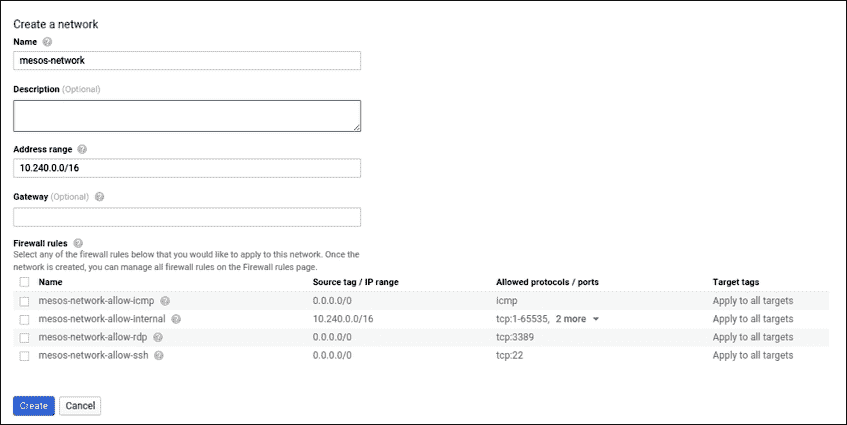 Create a network
Name
mesos-network
Description (Optional)
Address range
10.240.0.0/16
Gateway (Optional)
Firewall rules
Select any of the firewall rules below that you would like to apply to this network. Once the
network is created, you can manage all firewall rules on the Firewall rules page.
Name Source tag / IP range Allowed protocols / ports Target tags
mesos-network-allow-icmp 0.0.0.0/0 icmp Apply to all targets
mesos-network-allow-internal 10.240.0.0/16 tcp:1-65535, 2 more Apply to all targets
mesos-network-allow-rdp 0.0.0.0/0 tcp:3389 Apply to all targets
mesos-network-allow-ssh 0.0.0.0/0 tcp:22 Apply to all targets
Create Cancel